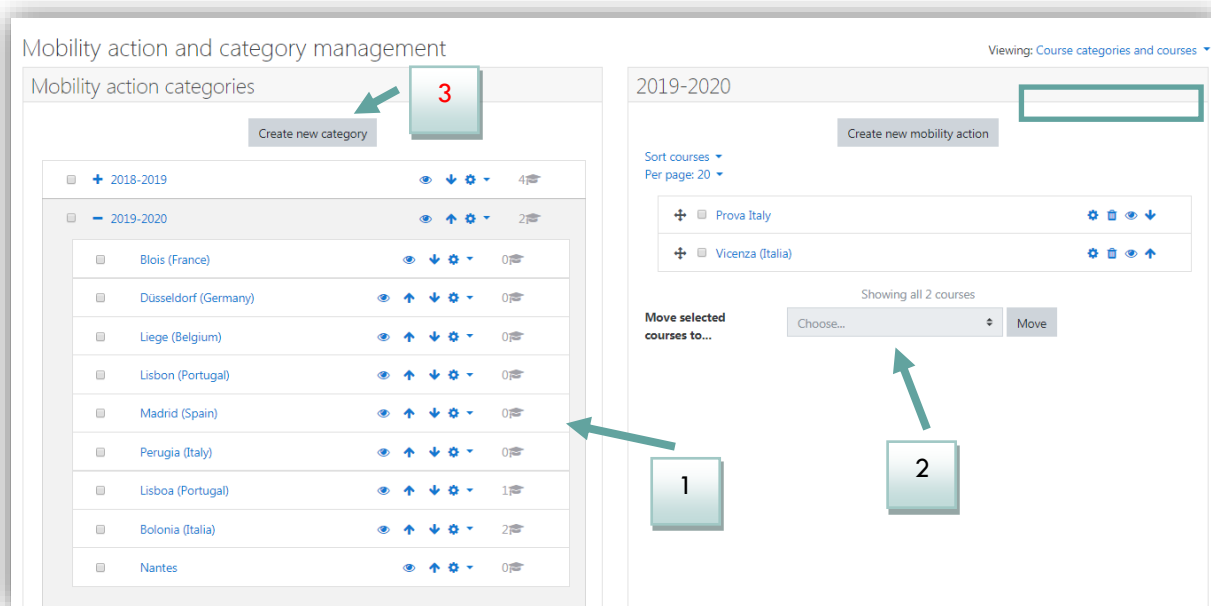 Mobility action and category management
Viewing: Course categories and courses
Mobility action categories
3
Create new category
2018-2019
4
2019-2020
2
Blois (France)
0
Düsseldorf (Germany)
0
Liege (Belgium)
0
Lisbon (Portugal)
0
Madrid (Spain)
0
Perugia (Italy)
0
Lisboa (Portugal)
1
Bolonia (Italia)
2
Nantes
0
2019-2020
Create new mobility action
Sort courses
Per page: 20
Prova Italy
Vicenza (Italia)
Showing all 2 courses
Move selected
courses to...
Choose...
Move
1
2